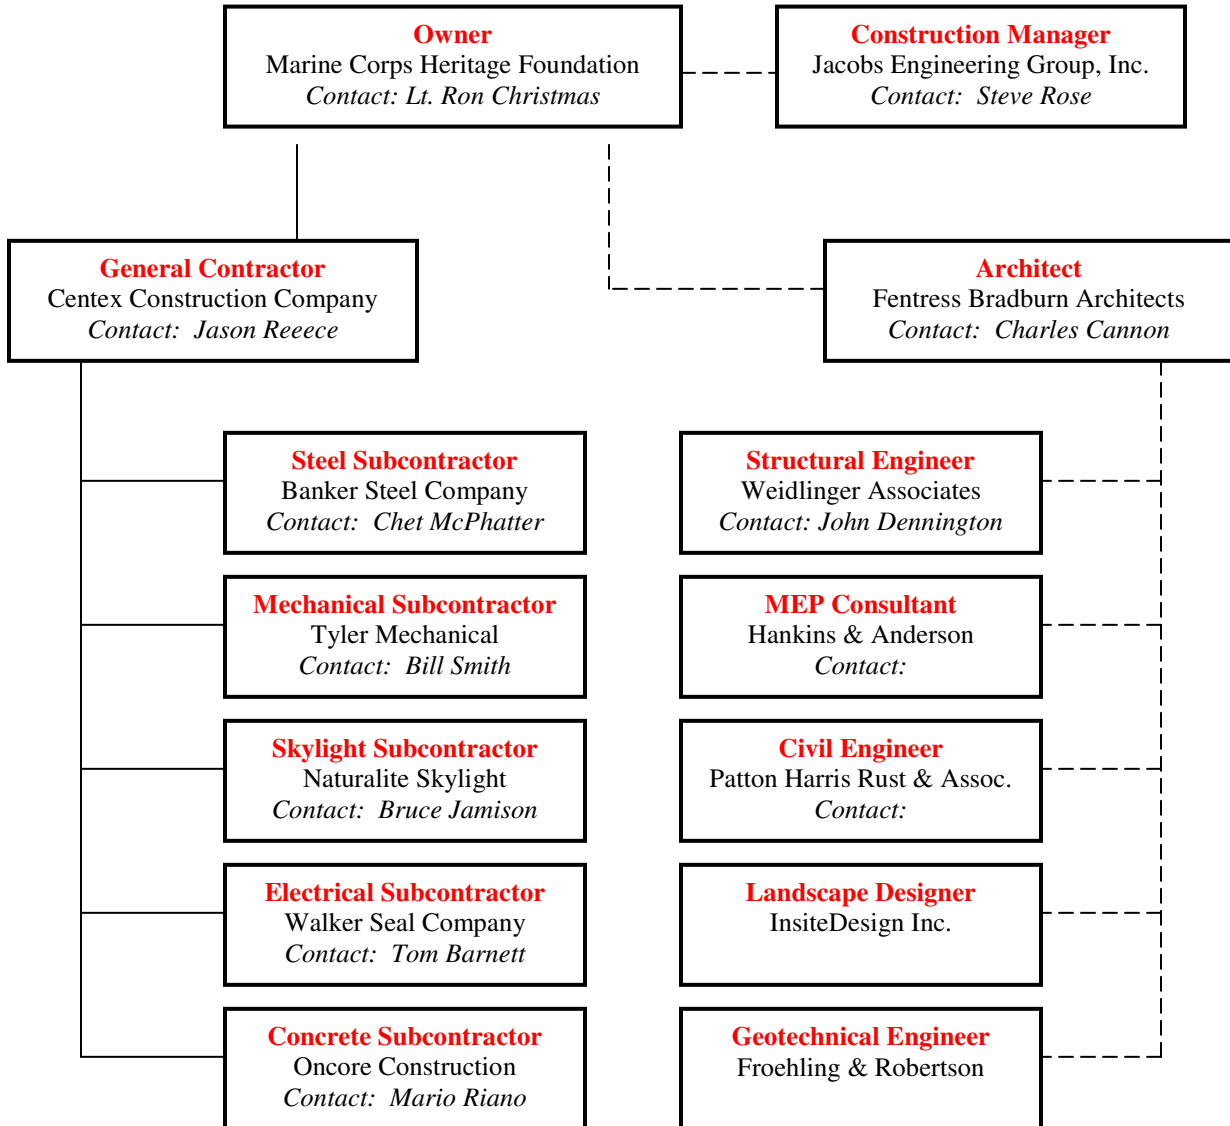 Owner
Marine Corps Heritage Foundation
Contact: Lt. Ron Christmas
Construction Manager
Jacobs Engineering Group, Inc.
Contact:  Steve Rose
General Contractor
Centex Construction Company
Contact:  Jason Reeece
Architect
Fentress Bradburn Architects
Contact:  Charles Cannon
Steel Subcontractor
Banker Steel Company
Contact:  Chet McPhatter
Structural Engineer
Weidlinger Associates
Contact: John Dennington
Mechanical Subcontractor
Tyler Mechanical
Contact:  Bill Smith
MEP Consultant
Hankins & Anderson
Contact:
Skylight Subcontractor
Naturalite Skylight
Contact:  Bruce Jamison
Civil Engineer
Patton Harris Rust & Assoc.
Contact:
Electrical Subcontractor
Walker Seal Company
Contact:  Tom Barnett
Landscape Designer
InsiteDesign Inc.
Concrete Subcontractor
Oncore Construction
Contact:  Mario Riano
Geotechnical Engineer
Froehling & Robertson